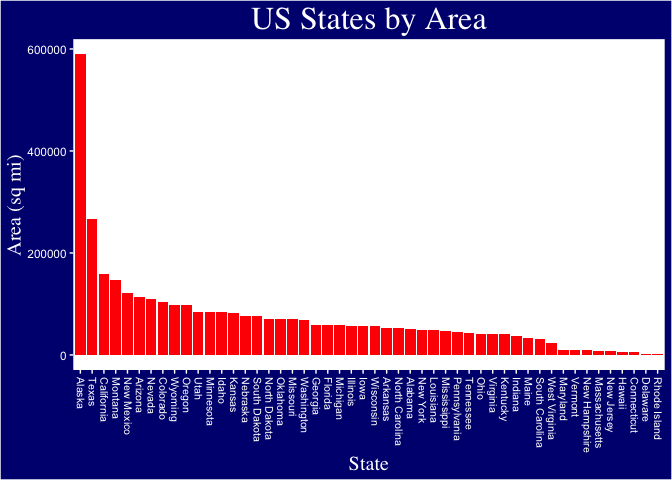 US States by Area
Area (sq mi)
600000
400000
200000
0
Alaska
Texas
California
Montana
New Mexico
Arizona
Nevada
Colorado
Wyoming
Oregon
Utah
Minnesota
Idaho
Kansas
Nebraska
South Dakota
North Dakota
Oklahoma
Missouri
Washington
Georgia
Florida
Michigan
Illinois
Iowa
Wisconsin
Arkansas
North Carolina
Alabama
New York
Louisiana
Mississippi
Pennsylvania
Tennessee
Ohio
Virginia
Kentucky
Indiana
Maine
South Carolina
West Virginia
Maryland
Vermont
New Hampshire
Massachusetts
New Jersey
Hawaii
Connecticut
Delaware
Rhode Island
State